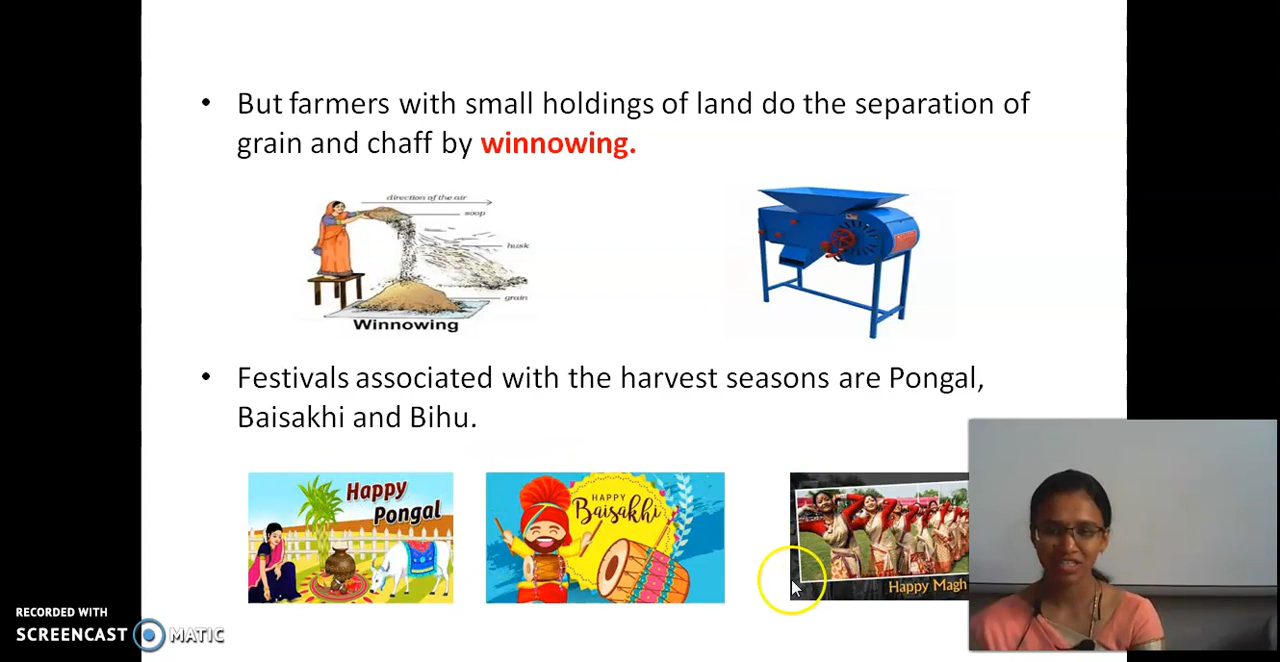 • But farmers with small holdings of land do the separation of
grain and chaff by winnowing.
direction of the air
soop
husk
grain
Winnowing
• Festivals associated with the harvest seasons are Pongal,
Baisakhi and Bihu.
Happy
Pongal
HAPPY
Baisakhi
Happy Magh
RECORDED WITH
SCREENCAST MATIC